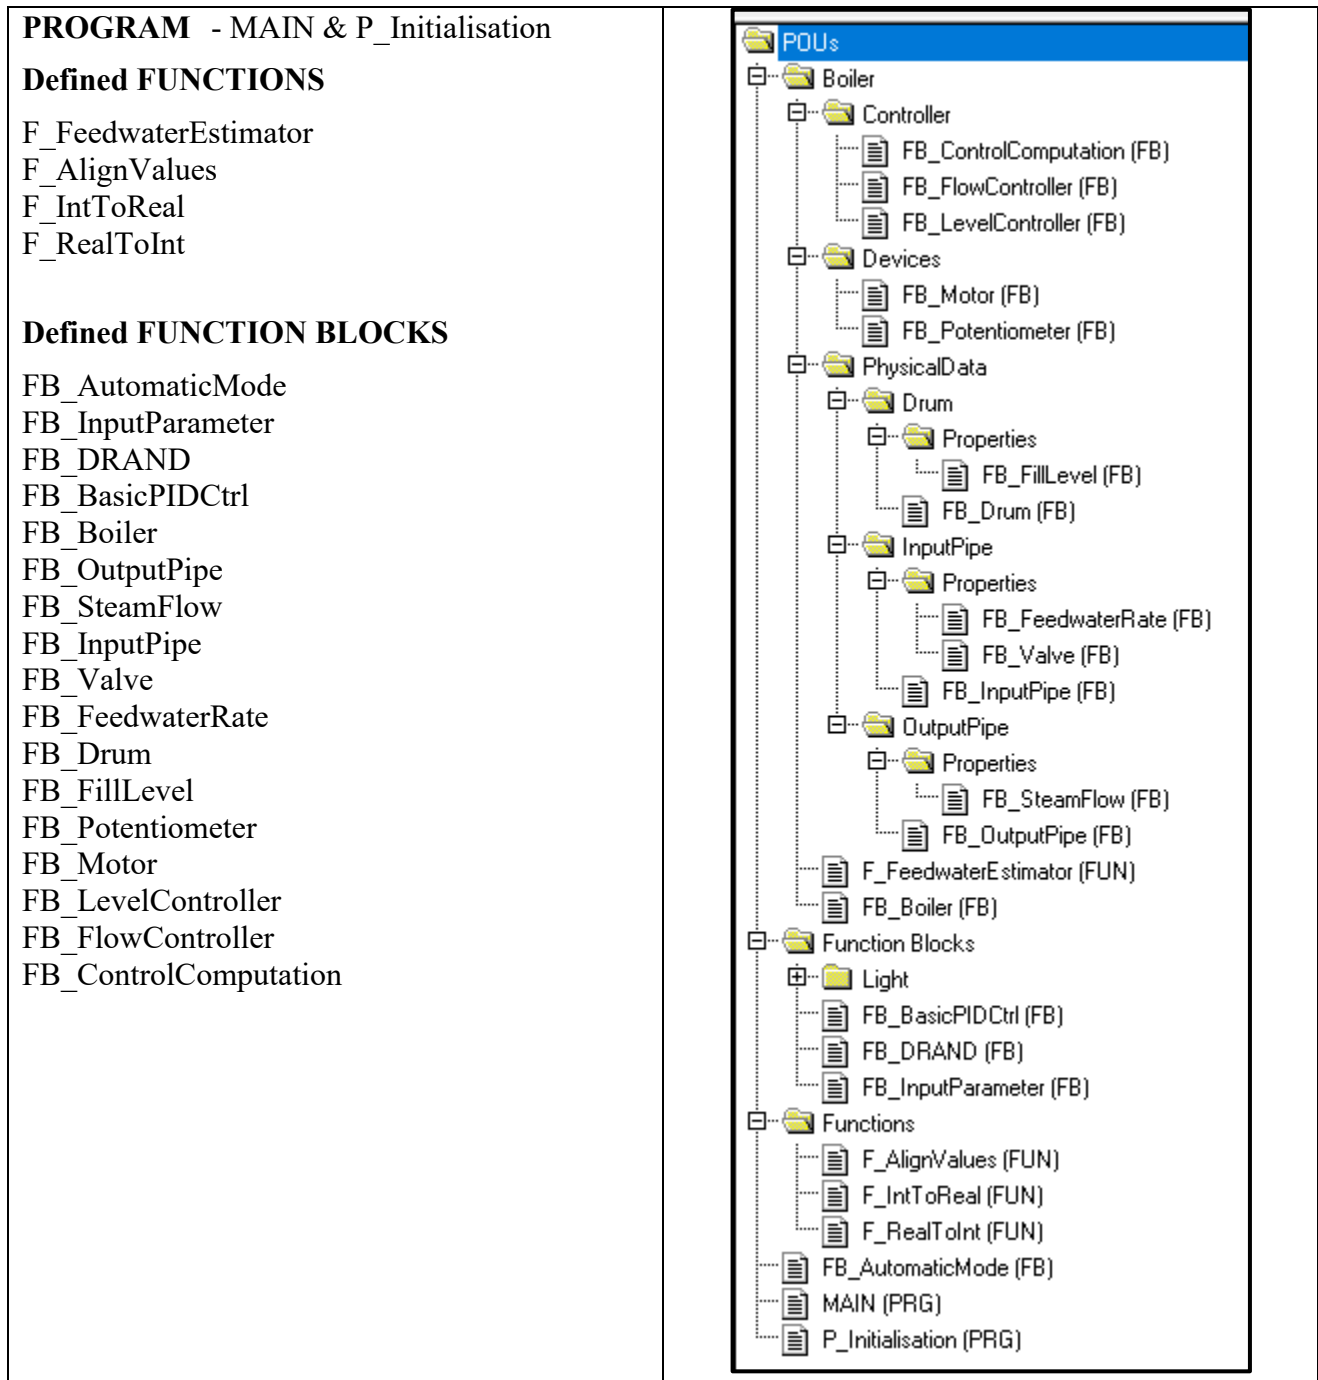 PROGRAM - MAIN & P_Initialisation
Defined FUNCTIONS
F_FeedwaterEstimator
F_AlignValues
F_IntToReal
F_RealToInt
Defined FUNCTION BLOCKS
FB_AutomaticMode
FB_InputParameter
FB_DRAND
FB_BasicPIDCtrl
FB_Boiler
FB_OutputPipe
FB_SteamFlow
FB_InputPipe
FB_Valve
FB_FeedwaterRate
FB_Drum
FB_FillLevel
FB_Potentiometer
FB_Motor
FB_LevelController
FB_FlowController
FB_ControlComputation
POUs
Boiler
Controller
FB_ControlComputation (FB)
FB_FlowController (FB)
FB_LevelController (FB)
Devices
FB_Motor (FB)
FB_Potentiometer (FB)
PhysicalData
Drum
Properties
FB_FillLevel (FB)
FB_Drum (FB)
InputPipe
Properties
FB_FeedwaterRate (FB)
FB_Valve (FB)
FB_InputPipe (FB)
OutputPipe
Properties
FB_SteamFlow (FB)
FB_OutputPipe (FB)
F_FeedwaterEstimator (FUN)
FB_Boiler (FB)
Function Blocks
Light
FB_BasicPIDCtrl (FB)
FB_DRAND (FB)
FB_InputParameter (FB)
Functions
F_AlignValues (FUN)
F_IntToReal (FUN)
F_RealToInt (FUN)
FB_AutomaticMode (FB)
MAIN (PRG)
P_Initialisation (PRG)